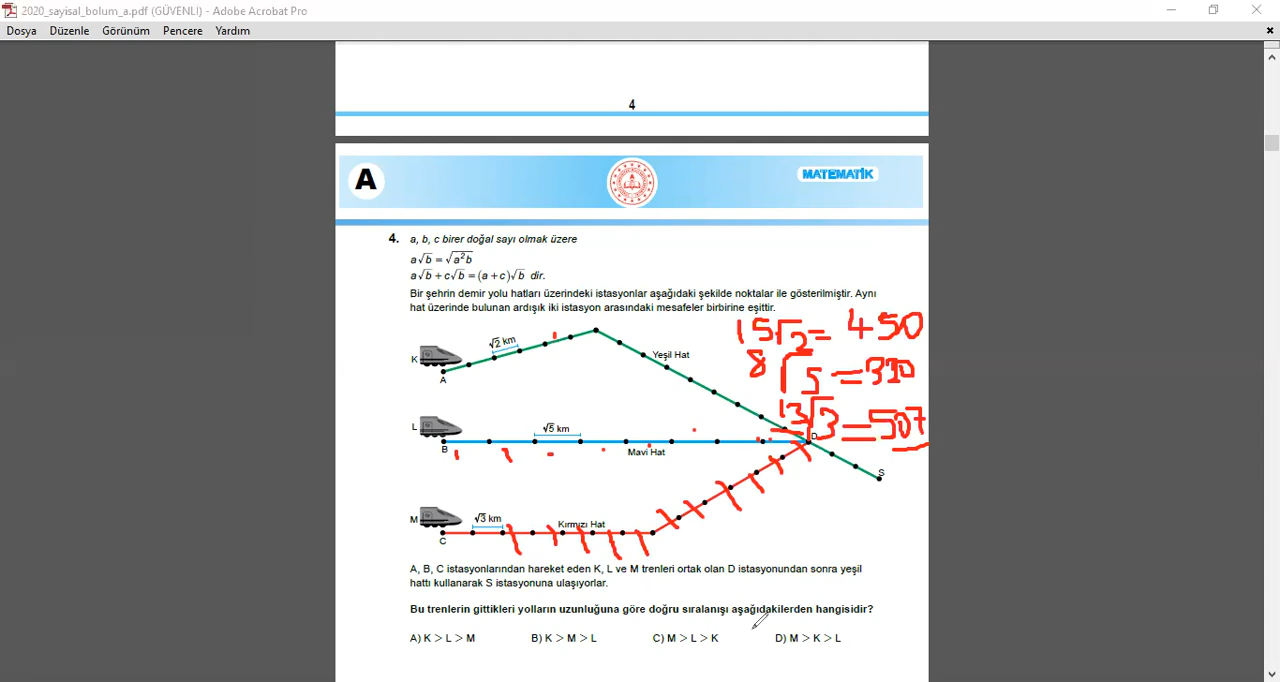 2020_sayisal_bolum_a.pdf (GÜVENLİ) - Adobe Acrobat Pro
Dosya Düzenle Görünüm Pencere Yardım
4
A
MATEMATİK
4. a, b, c birer doğal sayı olmak üzere
a√b = √a²b
a√b + c√b = (a + c)√b dir.
Bir şehrin demir yolu hatları üzerindeki istasyonlar aşağıdaki şekilde noktalar ile gösterilmiştir. Aynı
hat üzerinde bulunan ardışık iki istasyon arasındaki mesafeler birbirine eşittir.
15√2 = 450
8√5 = 330
13√3 = 507
K
√2 km
Yeşil Hat
A
L
√5 km
D
B
Mavi Hat
S
M
√3 km
Kırmızı Hat
C
A, B, C istasyonlarından hareket eden K, L ve M trenleri ortak olan D istasyonundan sonra yeşil
hattı kullanarak S istasyonuna ulaşıyorlar.
Bu trenlerin gittikleri yolların uzunluğuna göre doğru sıralanışı aşağıdakilerden hangisidir?
A) K > L > M B) K > M > L C) M > L > K D) M > K > L